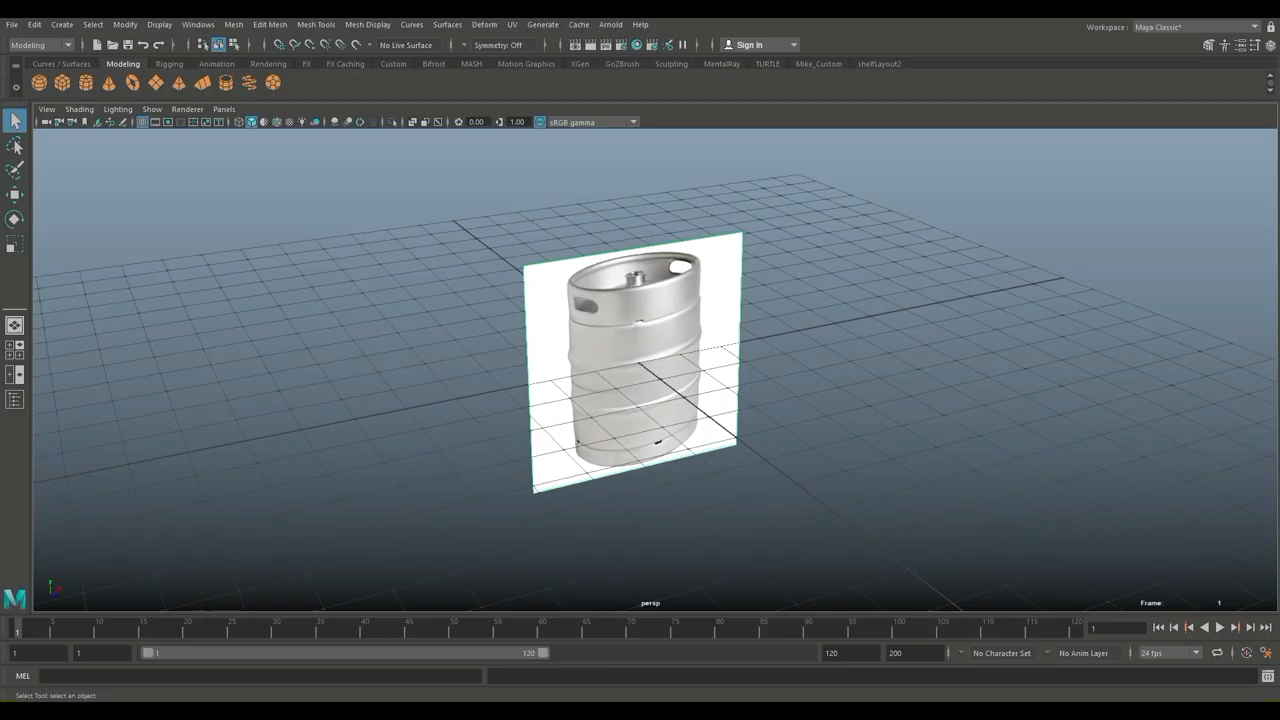 File Edit Create Select Modify Display Windows Mesh Edit Mesh Mesh Tools Mesh Display Curves Surfaces Deform UV Generate Cache Arnold Help Workspace : Maya Classic*
Modeling No Live Surface Symmetry: Off Sign In
Curves / Surfaces Modeling Rigging Animation Rendering FX FX Caching Custom Bifrost MASH Motion Graphics XGen GoZBrush Sculpting MentalRay TURTLE Mike_Custom shelfLayout2
View Shading Lighting Show Renderer Panels
0.00 1.00 sRGB gamma
y
persp
Frame: 1
1 5 10 15 20 25 30 35 40 45 50 55 60 65 70 75 80 85 90 95 100 105 110 115 120 1
1 1 1 120 120 200 No Character Set No Anim Layer 24 fps
MEL
Select Tool: select an object